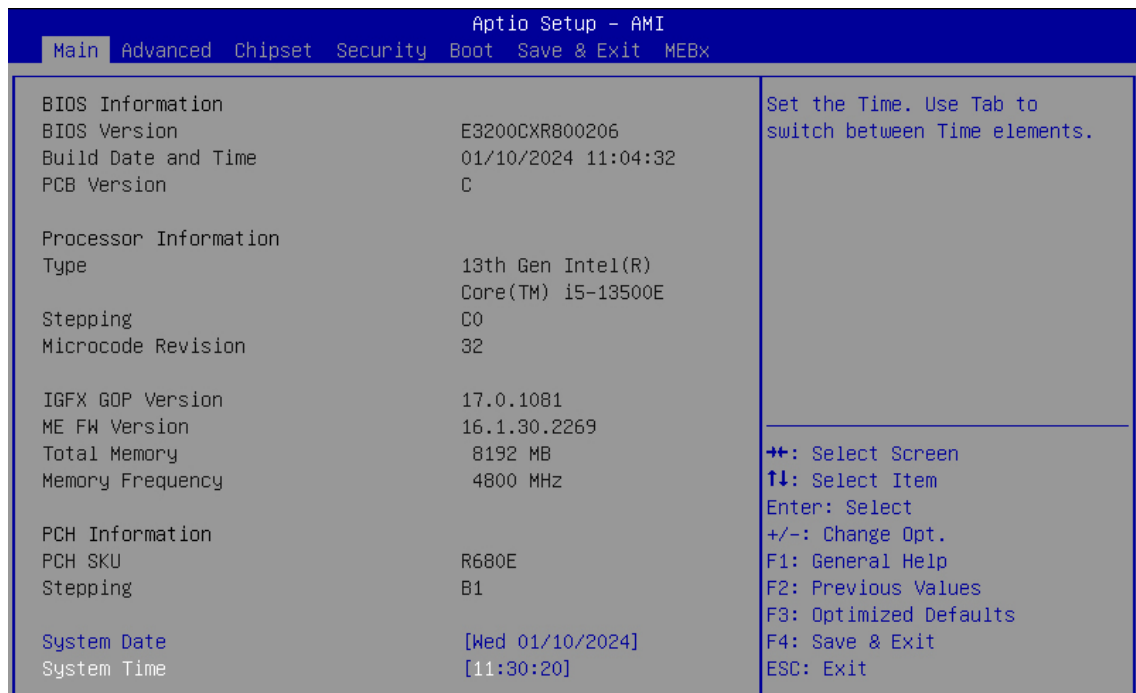 Aptio Setup – AMI
Main Advanced Chipset Security Boot Save & Exit MEBx
BIOS Information
BIOS Version E3200CXR800206
Build Date and Time 01/10/2024 11:04:32
PCB Version C
Processor Information
Type 13th Gen Intel(R)
Core(TM) i5-13500E
Stepping C0
Microcode Revision 32
IGFX GOP Version 17.0.1081
ME FW Version 16.1.30.2269
Total Memory 8192 MB
Memory Frequency 4800 MHz
PCH Information
PCH SKU R680E
Stepping B1
System Date [Wed 01/10/2024]
System Time [11:30:20]
Set the Time. Use Tab to
switch between Time elements.
→←: Select Screen
↑↓: Select Item
Enter: Select
+/-: Change Opt.
F1: General Help
F2: Previous Values
F3: Optimized Defaults
F4: Save & Exit
ESC: Exit